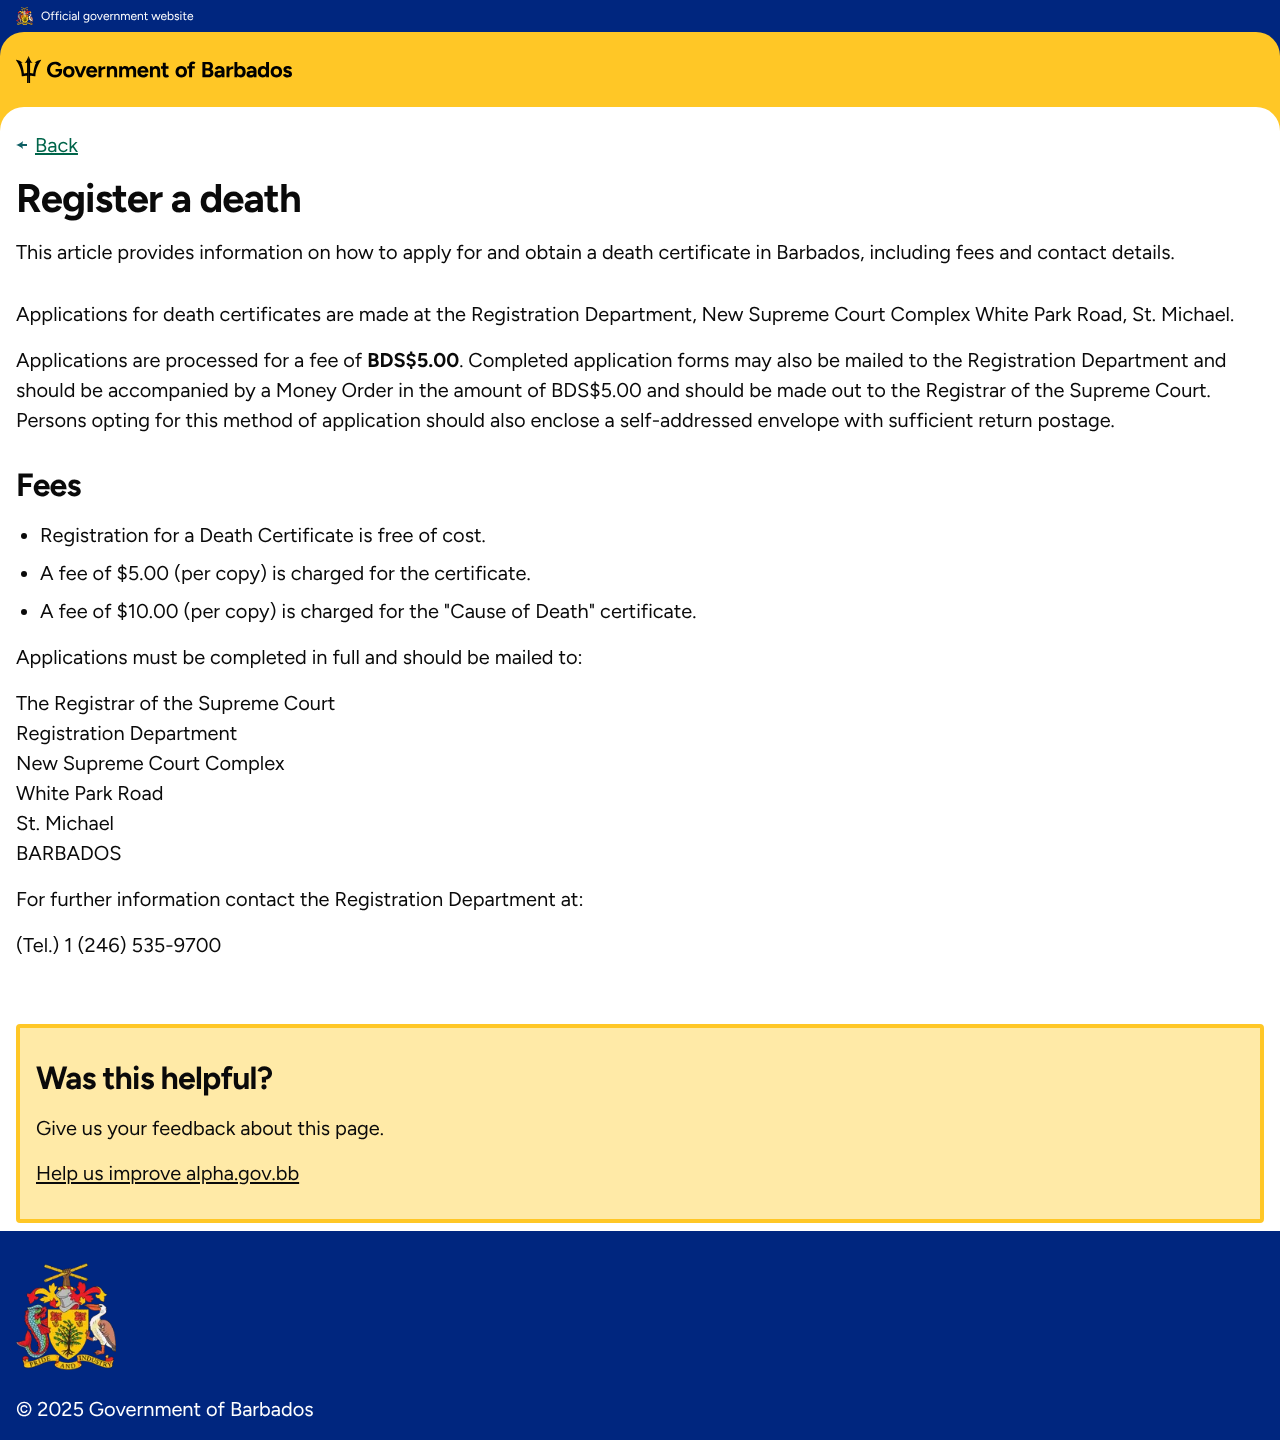 Official government website
Government of Barbados
Back
Register a death
This article provides information on how to apply for and obtain a death certificate in Barbados, including fees and contact details.
Applications for death certificates are made at the Registration Department, New Supreme Court Complex White Park Road, St. Michael.
Applications are processed for a fee of BDS$5.00. Completed application forms may also be mailed to the Registration Department and
should be accompanied by a Money Order in the amount of BDS$5.00 and should be made out to the Registrar of the Supreme Court.
Persons opting for this method of application should also enclose a self-addressed envelope with sufficient return postage.
Fees
• Registration for a Death Certificate is free of cost.
• A fee of $5.00 (per copy) is charged for the certificate.
• A fee of $10.00 (per copy) is charged for the "Cause of Death" certificate.
Applications must be completed in full and should be mailed to:
The Registrar of the Supreme Court
Registration Department
New Supreme Court Complex
White Park Road
St. Michael
BARBADOS
For further information contact the Registration Department at:
(Tel.) 1 (246) 535-9700
Was this helpful?
Give us your feedback about this page.
Help us improve alpha.gov.bb
PRIDE AND INDUSTRY
© 2025 Government of Barbados